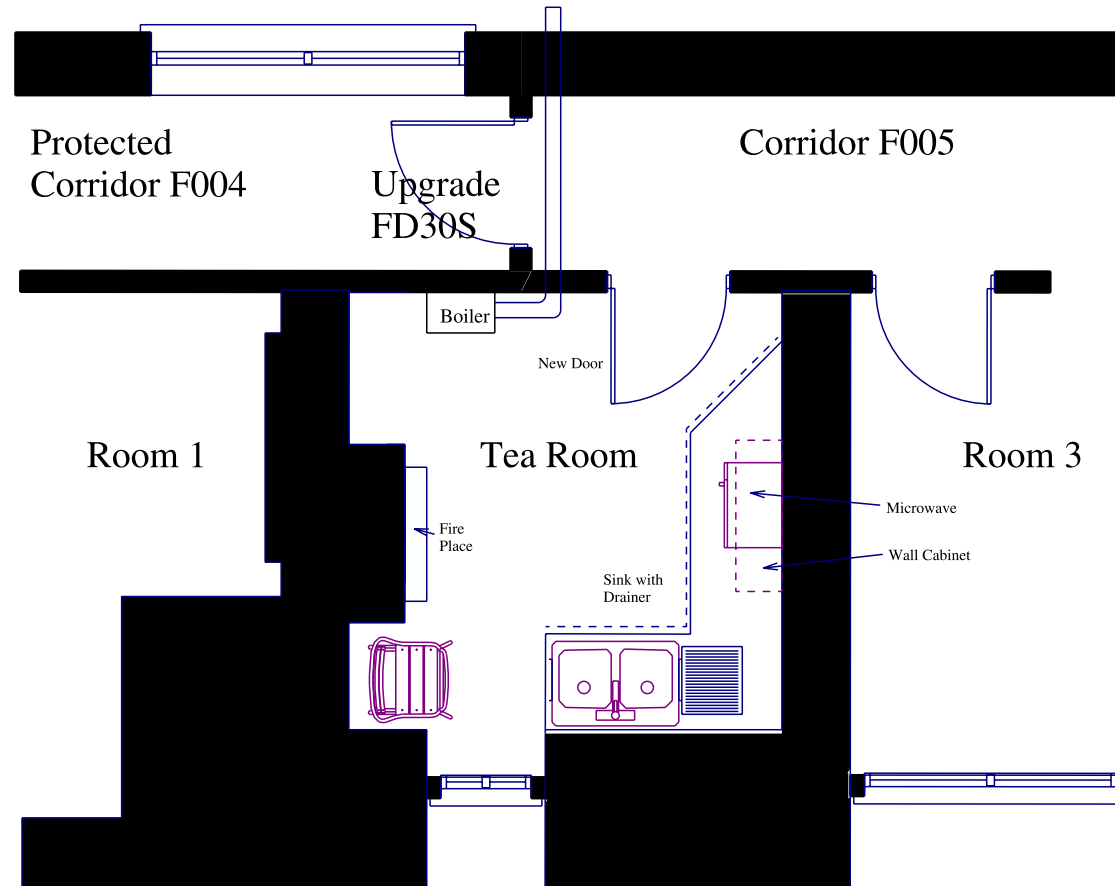 Protected
Corridor F004
Upgrade
FD30S
Corridor F005
Boiler
New Door
Room 1
Tea Room
Room 3
Microwave
Fire
Place
Wall Cabinet
Sink with
Drainer